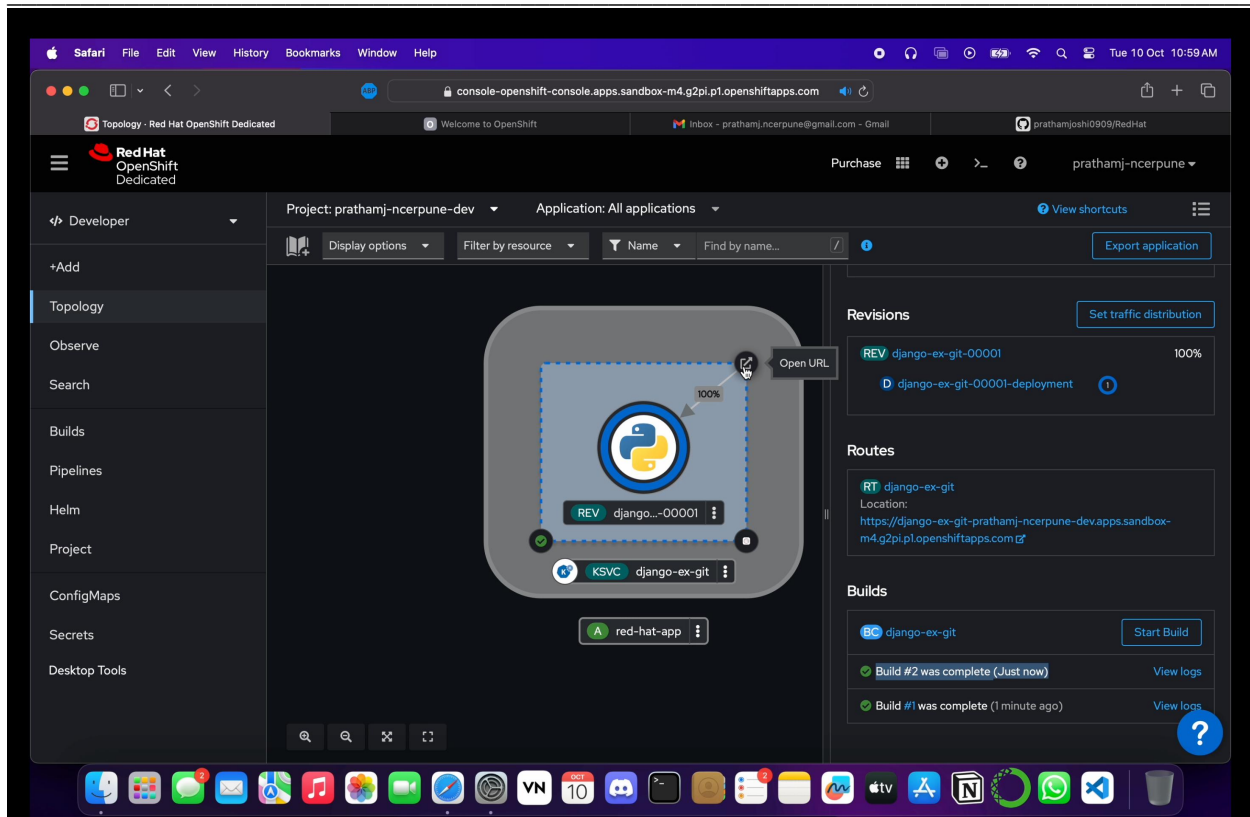 Safari File Edit View History Bookmarks Window Help Tue 10 Oct 10:59 AM
ABP console-openshift-console.apps.sandbox-m4.g2pi.p1.openshiftapps.com
Topology · Red Hat OpenShift Dedicated
O Welcome to OpenShift
Inbox - prathamj.ncerpune@gmail.com - Gmail
prathamjoshi0909/RedHat
Red Hat
OpenShift
Dedicated
Purchase
prathamj-ncerpune
Developer
+Add
Topology
Observe
Search
Builds
Pipelines
Helm
Project
ConfigMaps
Secrets
Desktop Tools
Project: prathamj-ncerpune-dev Application: All applications
View shortcuts
Display options Filter by resource Name Find by name... /
Export application
Open URL
100%
REV django...-00001
KSVC django-ex-git
A red-hat-app
Revisions
Set traffic distribution
REV django-ex-git-00001 100%
D django-ex-git-00001-deployment 1
Routes
RT django-ex-git
Location:
https://django-ex-git-prathamj-ncerpune-dev.apps.sandbox-
m4.g2pi.p1.openshiftapps.com
Builds
BC django-ex-git Start Build
Build #2 was complete (Just now) View logs
Build #1 was complete (1 minute ago) View logs
?
2
VN
OCT
10
2
tv